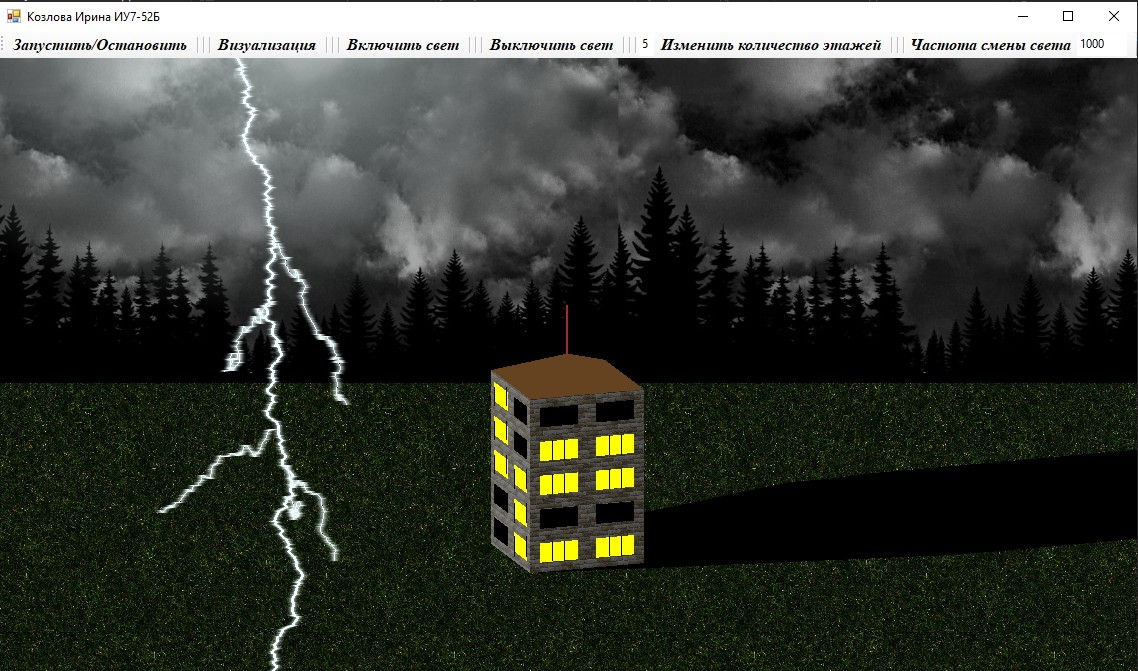 Козлова Ирина ИУ7-52Б
Запустить/Остановить Визуализация Включить свет Выключить свет 5 Изменить количество этажей Частота смены света 1000